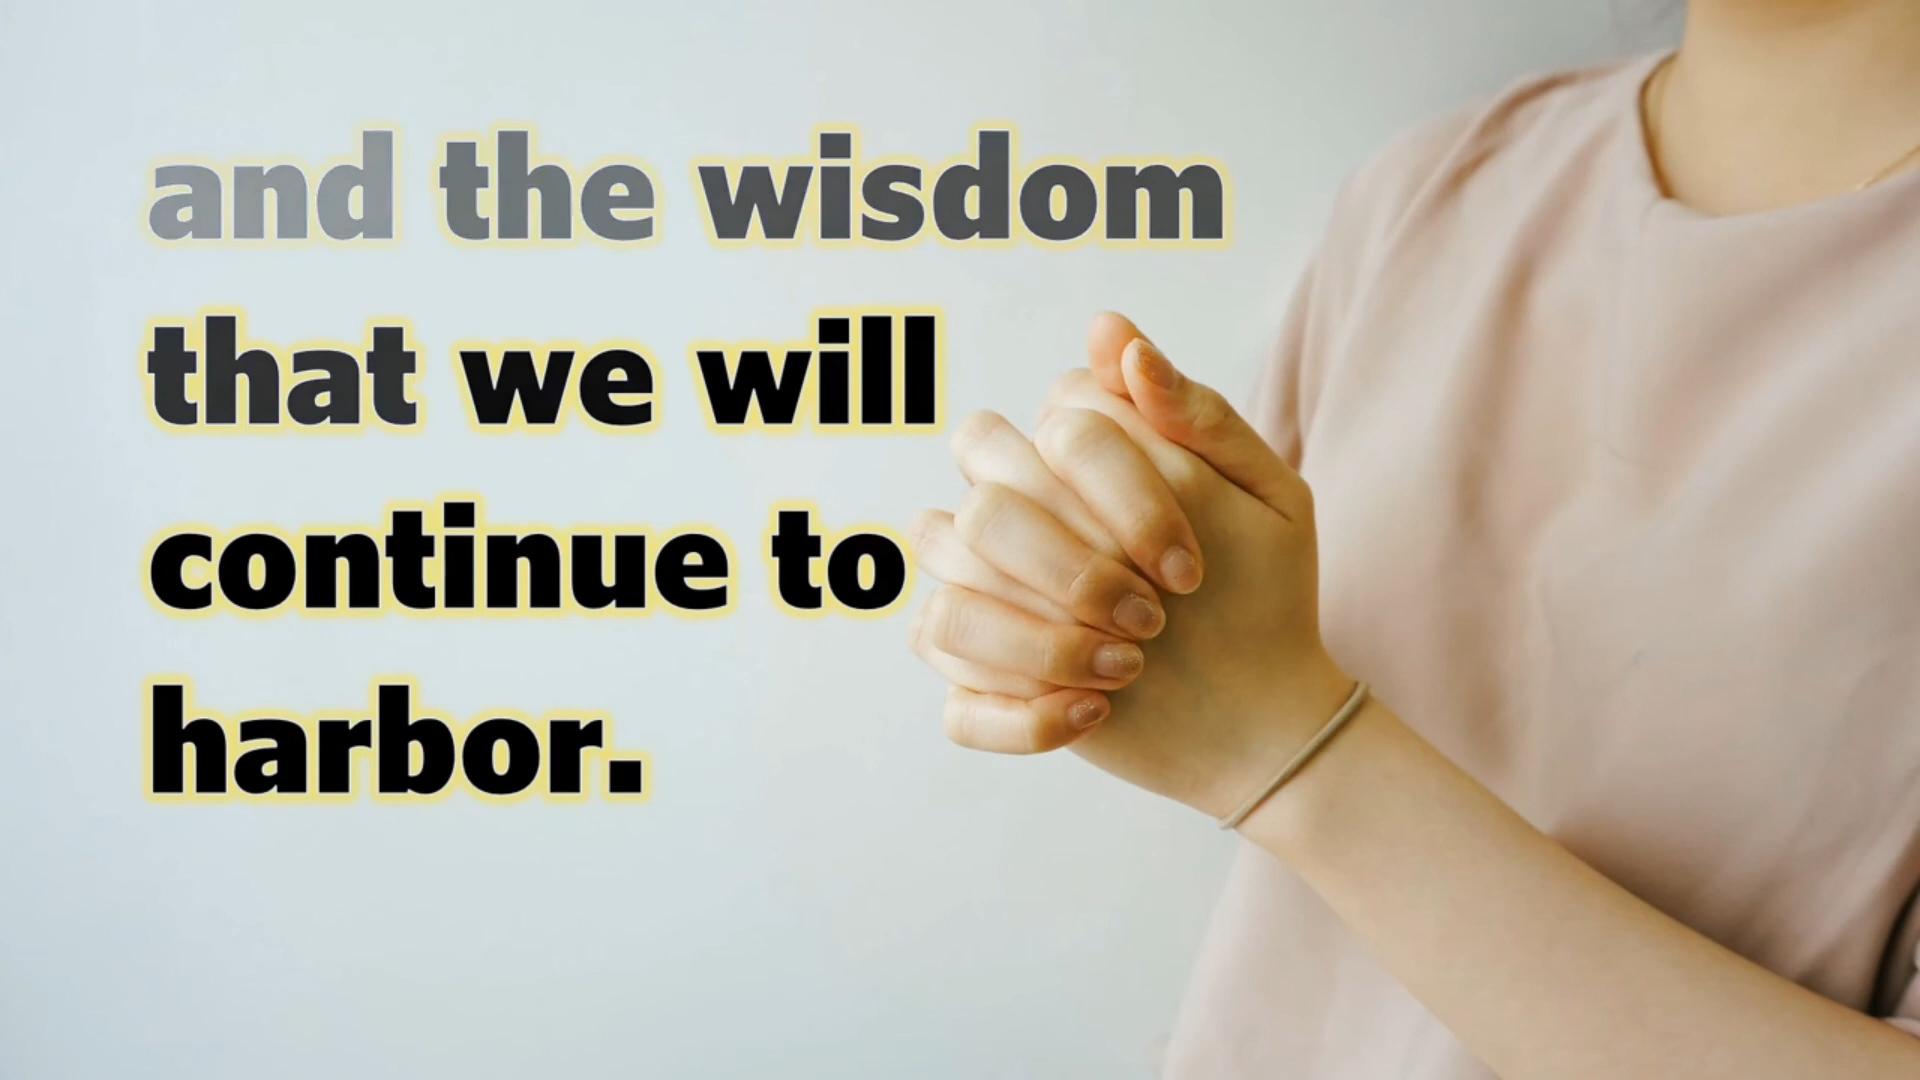 and the wisdom
that we will
continue to
harbor.